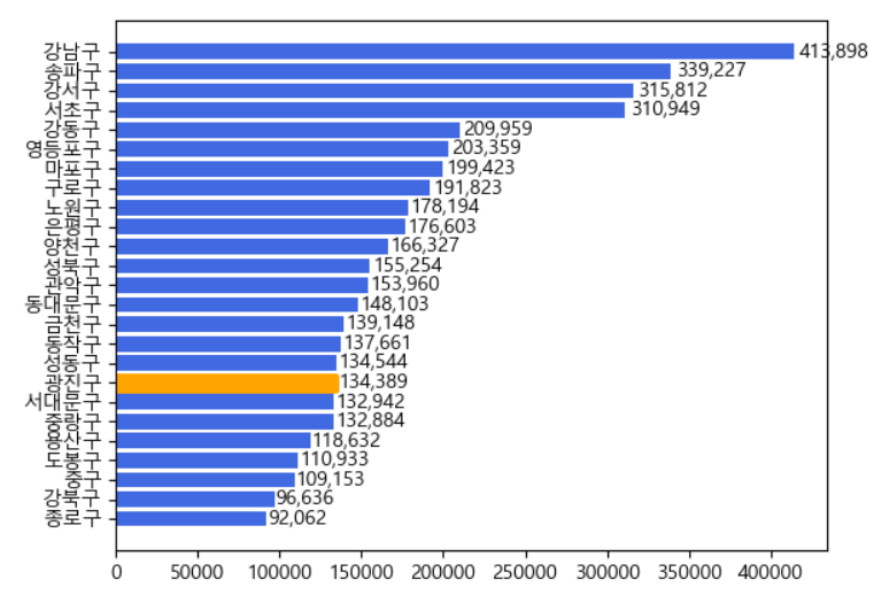 강남구 413,898
송파구 339,227
강서구 315,812
서초구 310,949
강동구 209,959
영등포구 203,359
마포구 199,423
구로구 191,823
노원구 178,194
은평구 176,603
양천구 166,327
성북구 155,254
관악구 153,960
동대문구 148,103
금천구 139,148
동작구 137,661
성동구 134,544
광진구 134,389
서대문구 132,942
중랑구 132,884
용산구 118,632
도봉구 110,933
중구 109,153
강북구 96,636
종로구 92,062
0 50000 100000 150000 200000 250000 300000 350000 400000